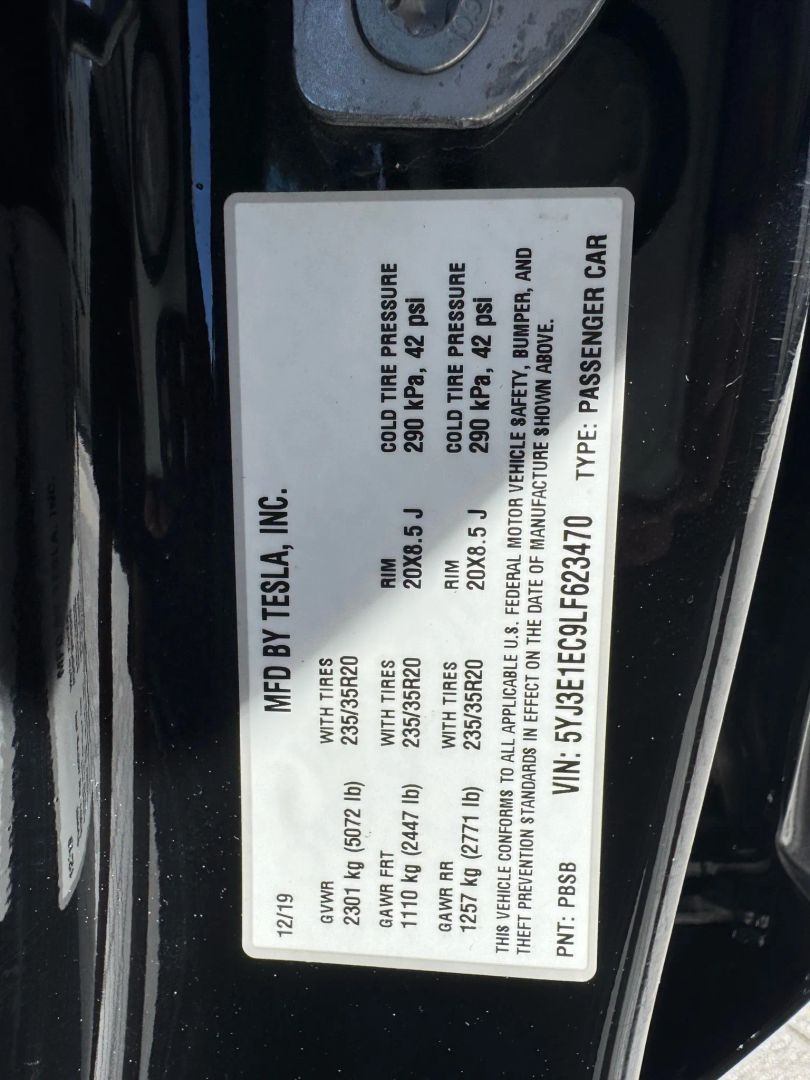 MFD BY TESLA, INC.
12/19
GVWR WITH TIRES
2301 kg (5072 lb) 235/35R20
GAWR FRT WITH TIRES RIM COLD TIRE PRESSURE
1110 kg (2447 lb) 235/35R20 20X8.5 J 290 kPa, 42 psi
GAWR RR WITH TIRES RIM COLD TIRE PRESSURE
1257 kg (2771 lb) 235/35R20 20X8.5 J 290 kPa, 42 psi
THIS VEHICLE CONFORMS TO ALL APPLICABLE U.S. FEDERAL MOTOR VEHICLE SAFETY, BUMPER, AND
THEFT PREVENTION STANDARDS IN EFFECT ON THE DATE OF MANUFACTURE SHOWN ABOVE.
PNT: PBSB VIN: 5YJ3E1EC9LF623470 TYPE: PASSENGER CAR